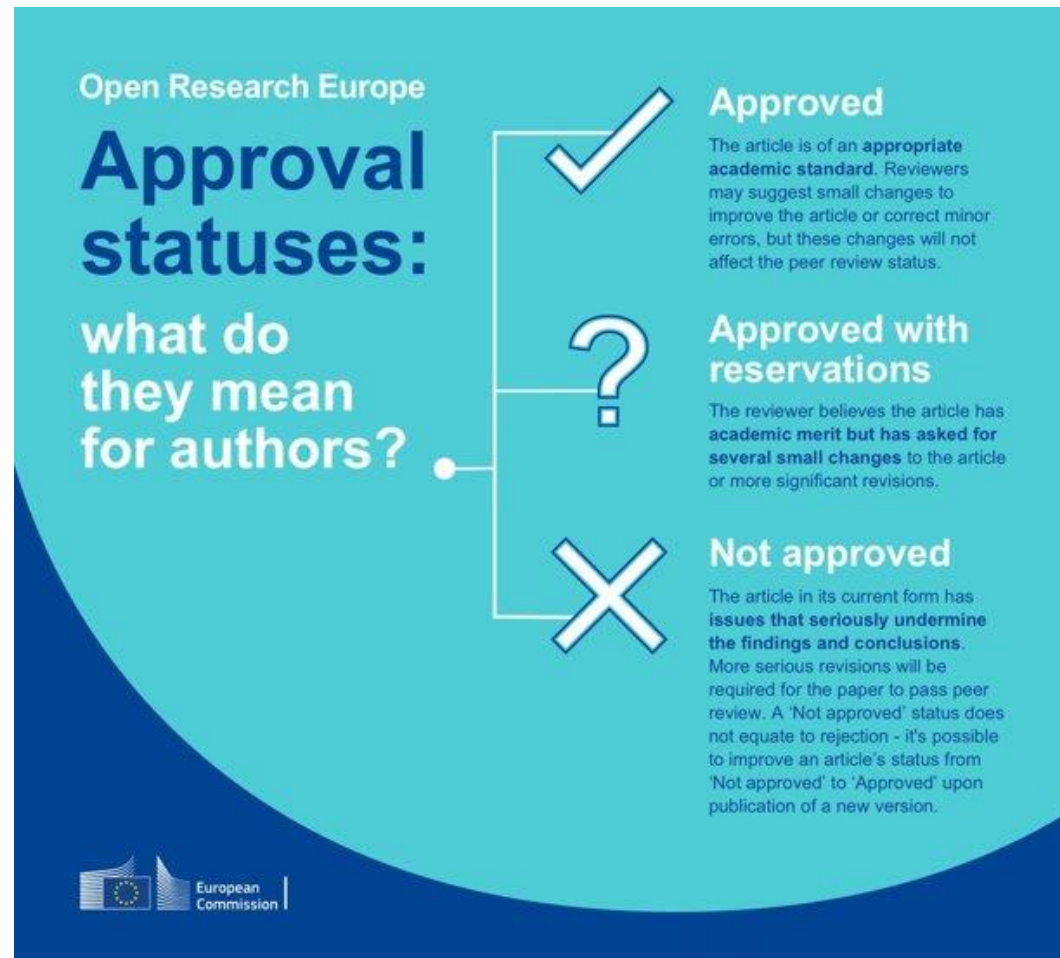 Open Research Europe
Approval
statuses:
what do
they mean
for authors?
Approved
The article is of an appropriate
academic standard. Reviewers
may suggest small changes to
improve the article or correct minor
errors, but these changes will not
affect the peer review status.
?
Approved with
reservations
The reviewer believes the article has
academic merit but has asked for
several small changes to the article
or more significant revisions.
Not approved
The article in its current form has
issues that seriously undermine
the findings and conclusions.
More serious revisions will be
required for the paper to pass peer
review. A ‘Not approved’ status does
not equate to rejection - it's possible
to improve an article’s status from
‘Not approved’ to ‘Approved’ upon
publication of a new version.
European
Commission